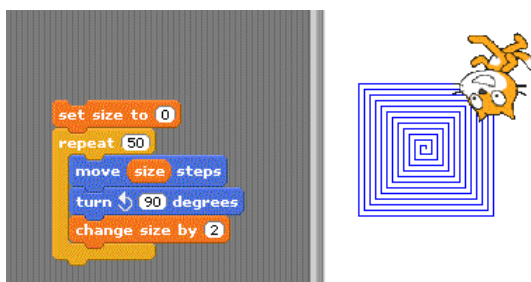 set size to 0
repeat 50
move size steps
turn 90 degrees
change size by 2